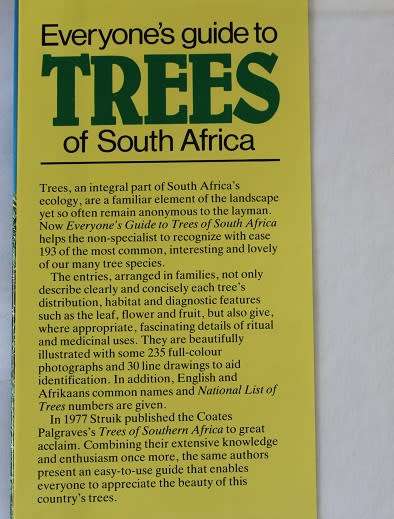 Everyone's guide to
TREES
of South Africa
Trees, an integral part of South Africa's
ecology, are a familiar element of the landscape
yet so often remain anonymous to the layman.
Now Everyone's Guide to Trees of South Africa
helps the non-specialist to recognize with ease
193 of the most common, interesting and lovely
of our many tree species.
The entries, arranged in families, not only
describe clearly and concisely each tree's
distribution, habitat and diagnostic features
such as the leaf, flower and fruit, but also give,
where appropriate, fascinating details of ritual
and medicinal uses. They are beautifully
illustrated with some 235 full-colour
photographs and 30 line drawings to aid
identification. In addition, English and
Afrikaans common names and National List of
Trees numbers are given.
In 1977 Struik published the Coates
Palgraves's Trees of Southern Africa to great
acclaim. Combining their extensive knowledge
and enthusiasm once more, the same authors
present an easy-to-use guide that enables
everyone to appreciate the beauty of this
country's trees.